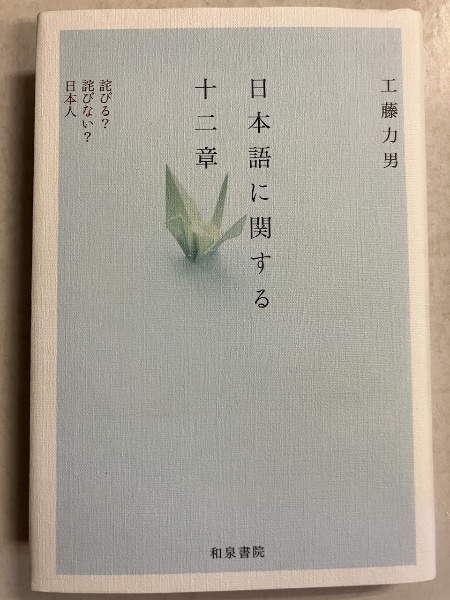 工藤力男
日本語に関する
十二章
詫びる？
詫びない？
日本人
和泉書院